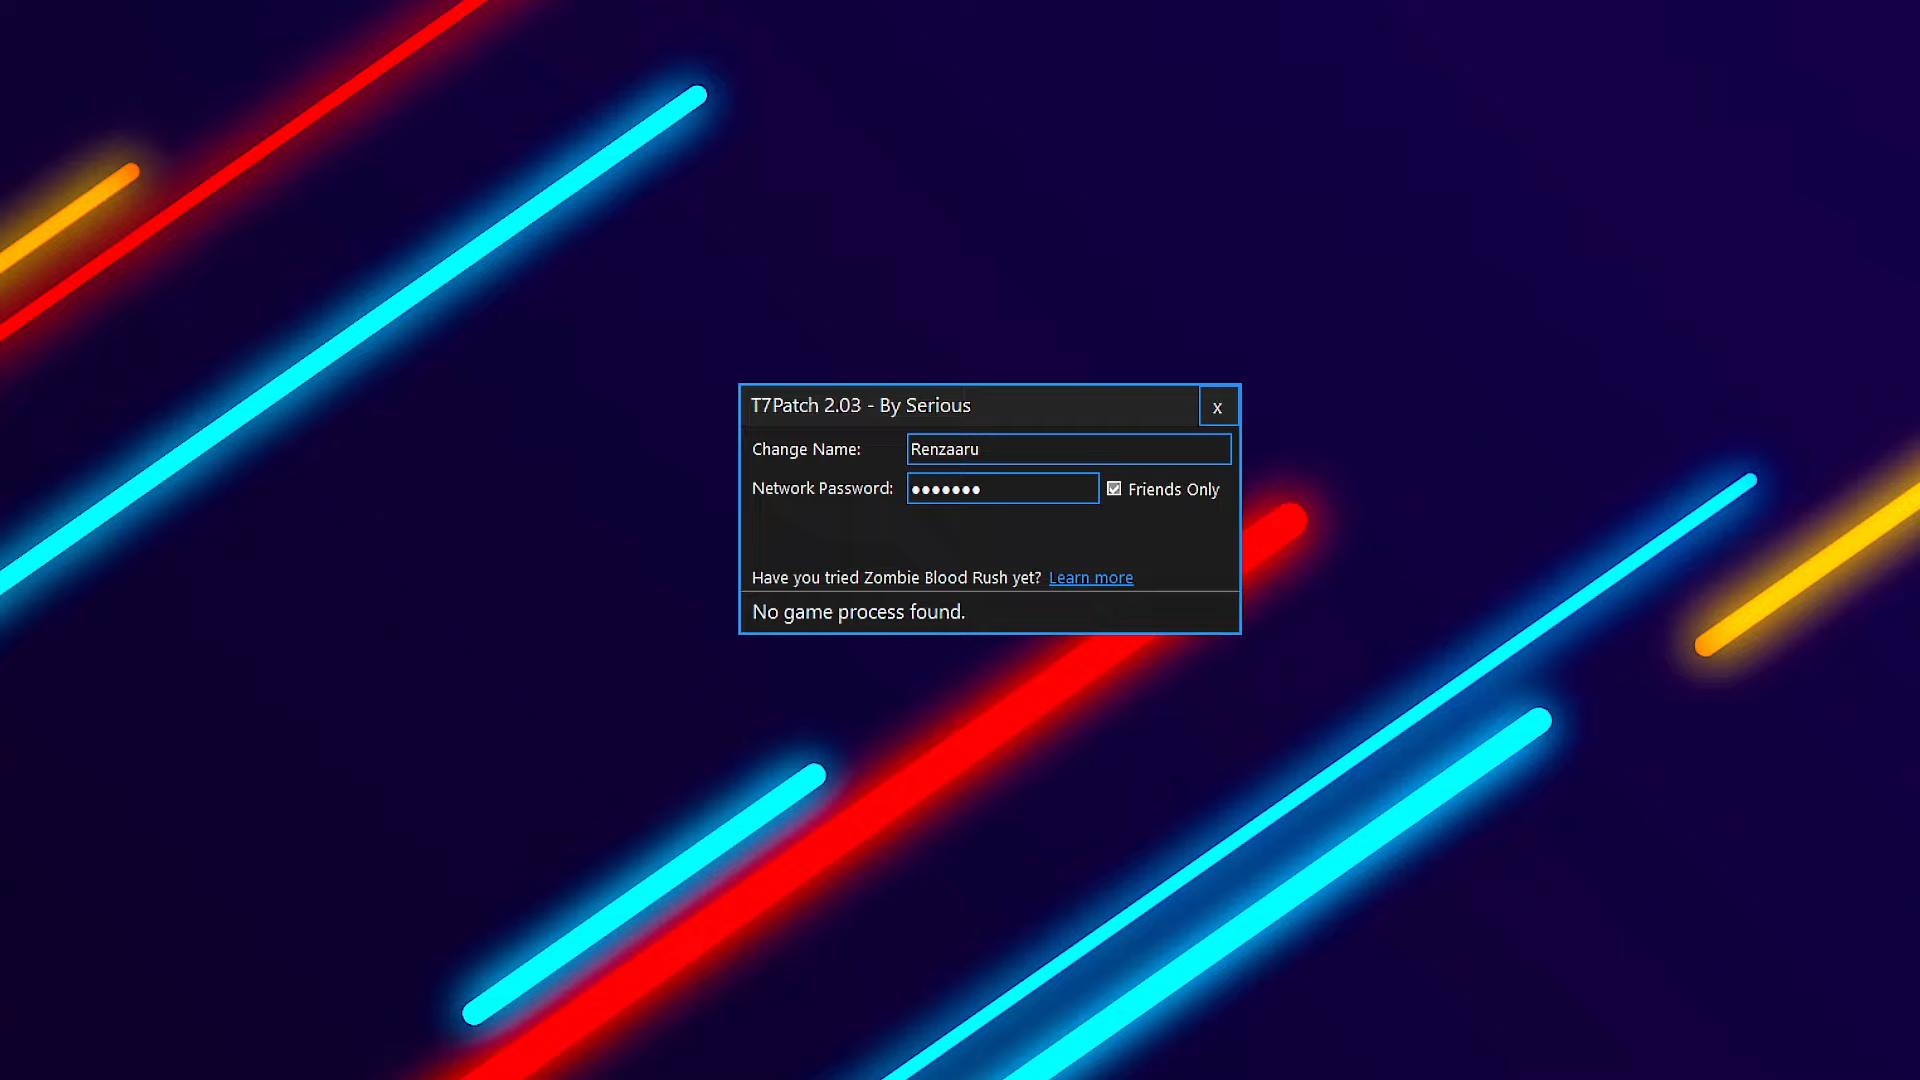 T7Patch 2.03 - By Serious
x
Change Name: Renzaaru
Network Password: ●●●●●●● Friends Only
Have you tried Zombie Blood Rush yet? Learn more
No game process found.